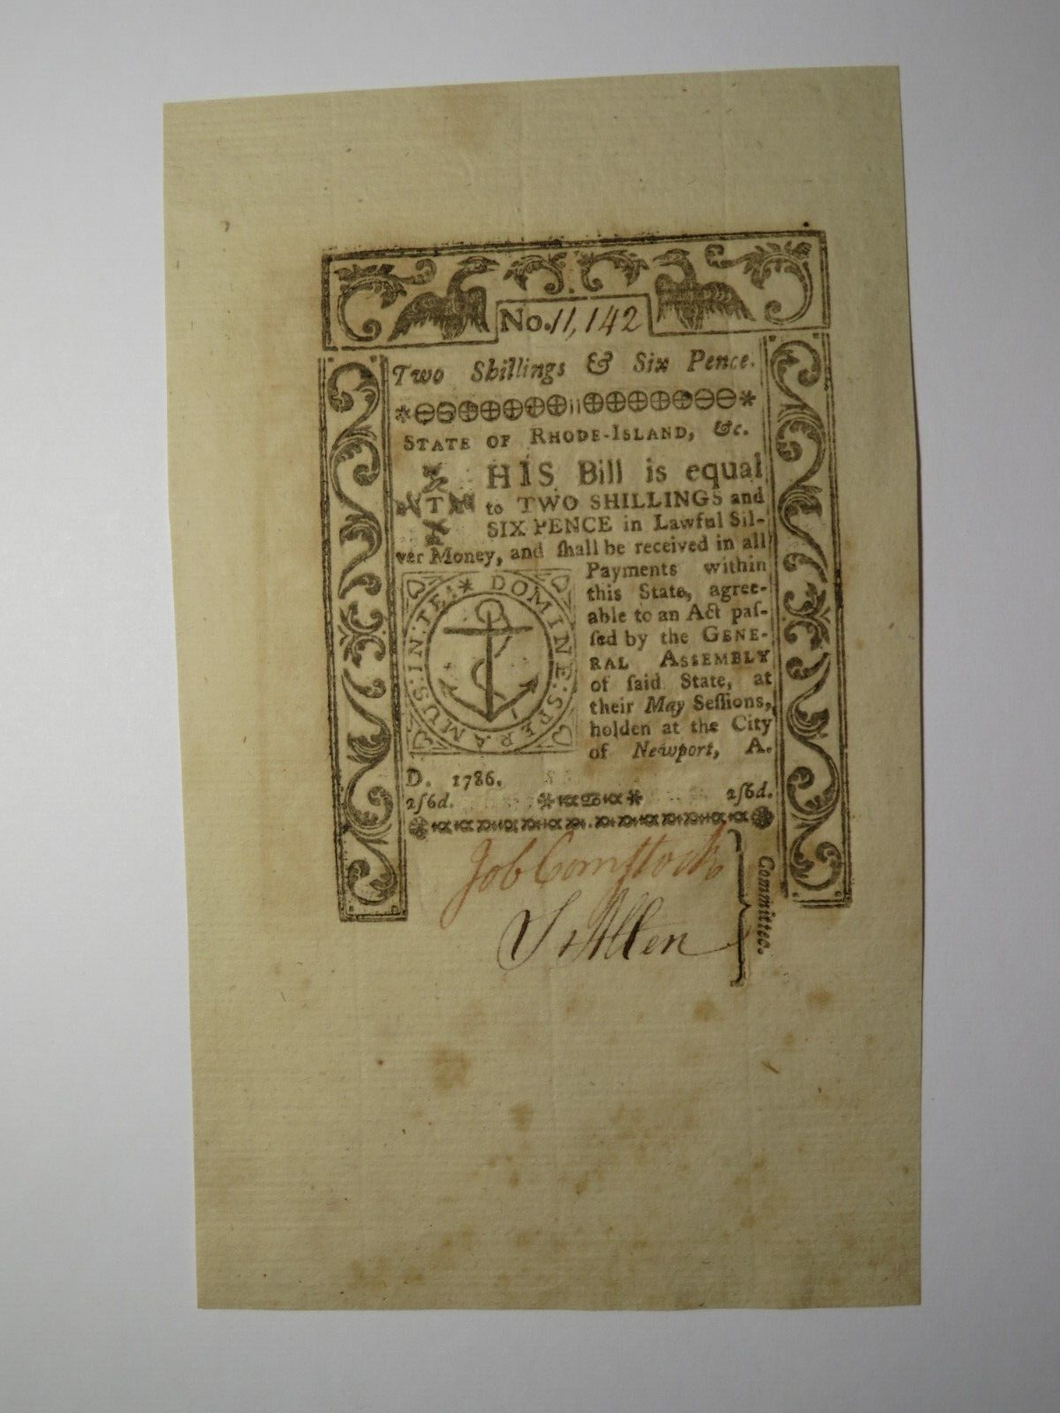 No. 11,142
Two Shillings & Six Pence.
STATE OF RHODE-ISLAND, &c.
THIS Bill is equal
to TWO SHILLINGS and
SIX PENCE in Lawful Sil-
ver Money, and ſhall be received in all
Payments within
this State, agree-
able to an Act paſ-
ſed by the GENE-
RAL ASSEMBLY
of ſaid State, at
their May Seſſions,
holden at the City
of Newport, A.
D. 1786.
DOMINE: SPERAMUS: IN: TE:
2ſ6d. 2ſ6d.
Job Comſtock
Committee.
Allen